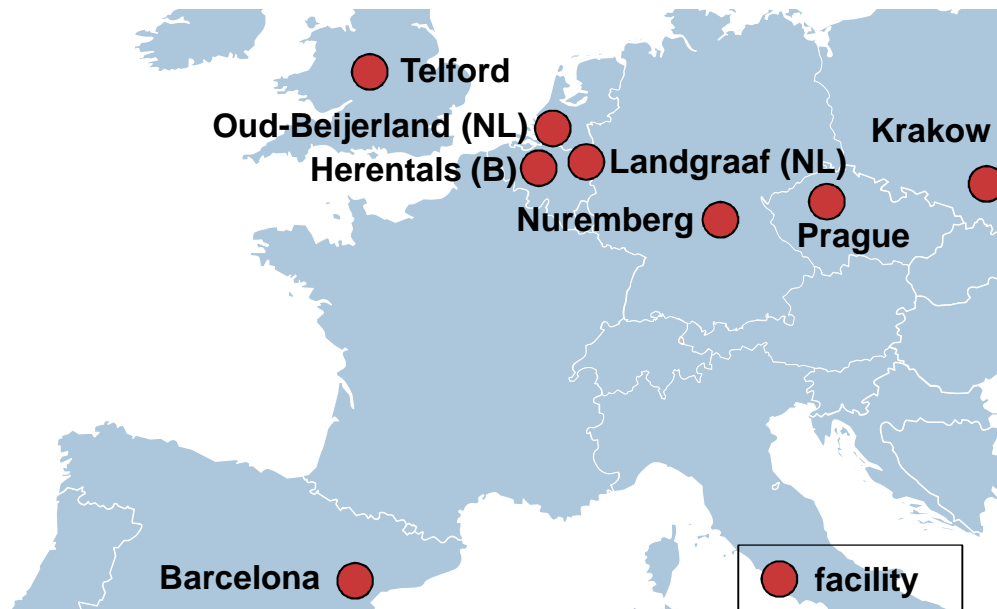 Telford
Oud-Beijerland (NL)
Krakow
Herentals (B)
Landgraaf (NL)
Nuremberg
Prague
Barcelona
facility